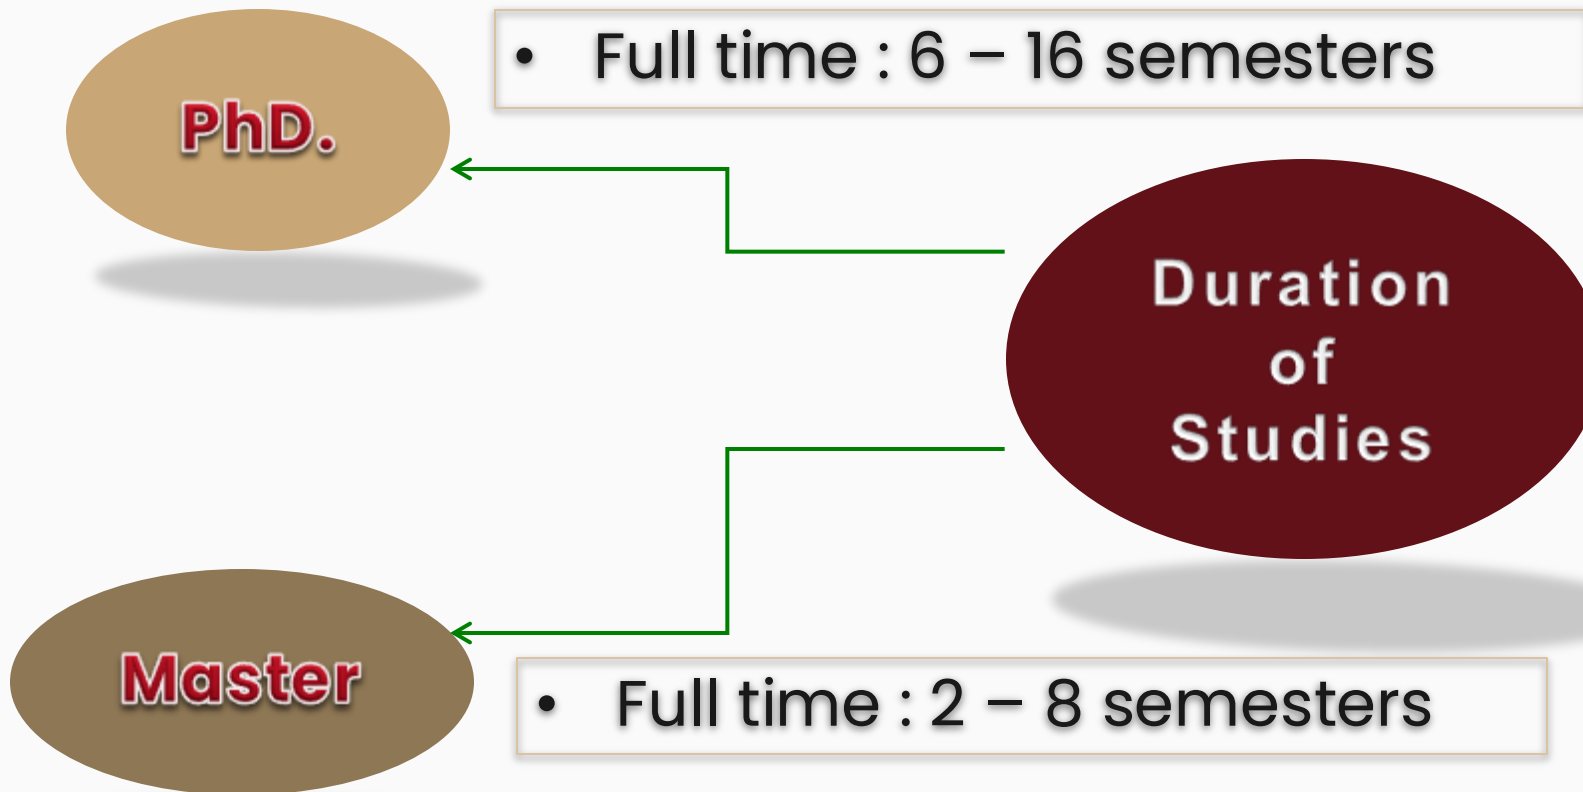 PhD.
• Full time : 6 – 16 semesters
Duration
of
Studies
Master
• Full time : 2 – 8 semesters